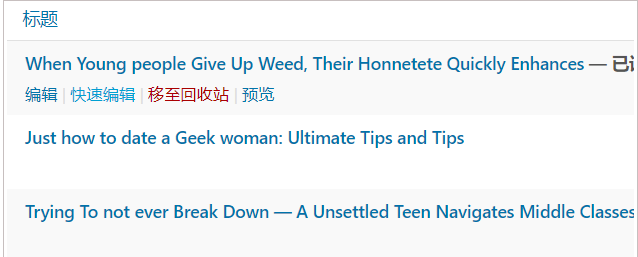 标题
When Young people Give Up Weed, Their Honnetete Quickly Enhances — 已
编辑 | 快速编辑 | 移至回收站 | 预览
Just how to date a Geek woman: Ultimate Tips and Tips
Trying To not ever Break Down — A Unsettled Teen Navigates Middle Classes